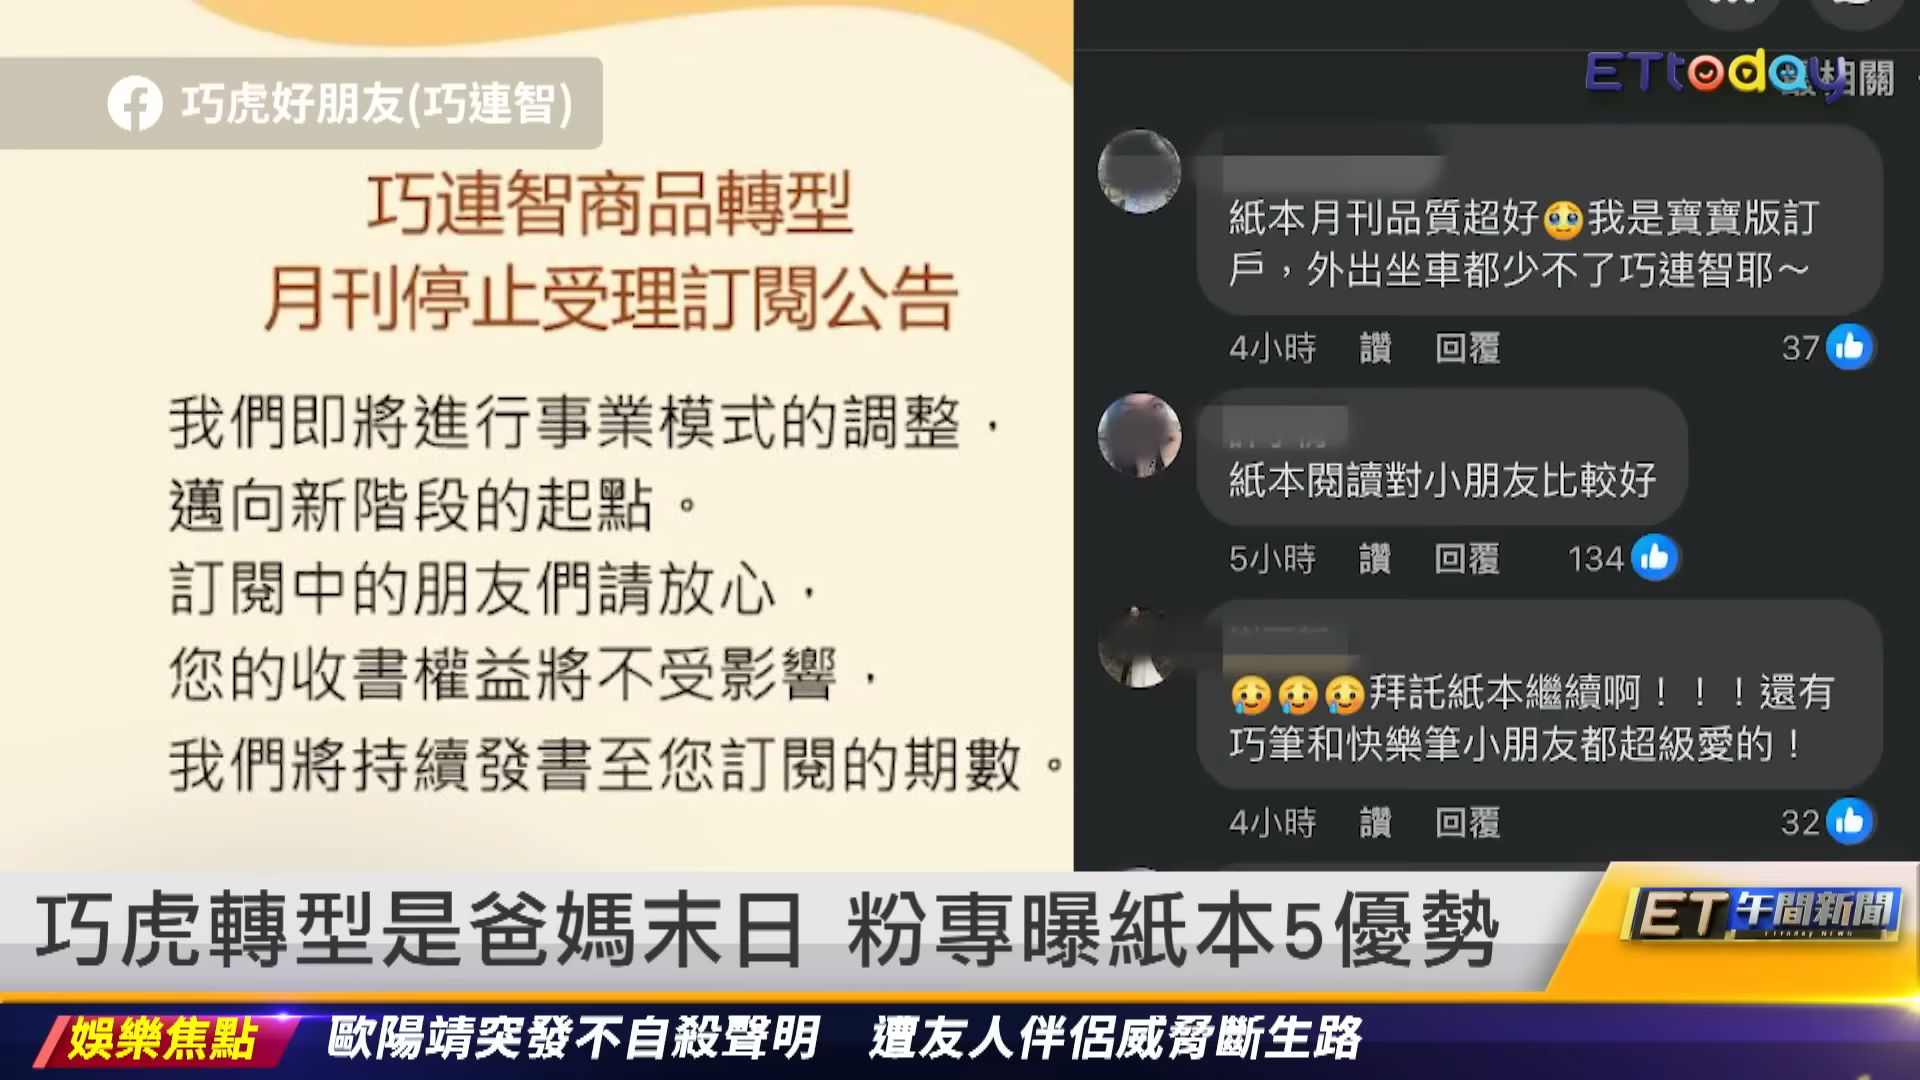 巧虎好朋友(巧連智)
巧連智商品轉型
月刊停止受理訂閱公告
我們即將進行事業模式的調整，
邁向新階段的起點。
訂閱中的朋友們請放心，
您的收書權益將不受影響，
我們將持續發書至您訂閱的期數。
ETtoday
相關
紙本月刊品質超好🥹我是寶寶版訂
戶，外出坐車都少不了巧連智耶～
4小時 讚 回覆 37
紙本閱讀對小朋友比較好
5小時 讚 回覆 134
🥲🥲🥲拜託紙本繼續啊！！！還有
巧筆和快樂筆小朋友都超級愛的！
4小時 讚 回覆 32
巧虎轉型是爸媽末日 粉專曝紙本5優勢
ET午間新聞
ETtoday NEWS
娛樂焦點 歐陽靖突發不自殺聲明 遭友人伴侶威脅斷生路